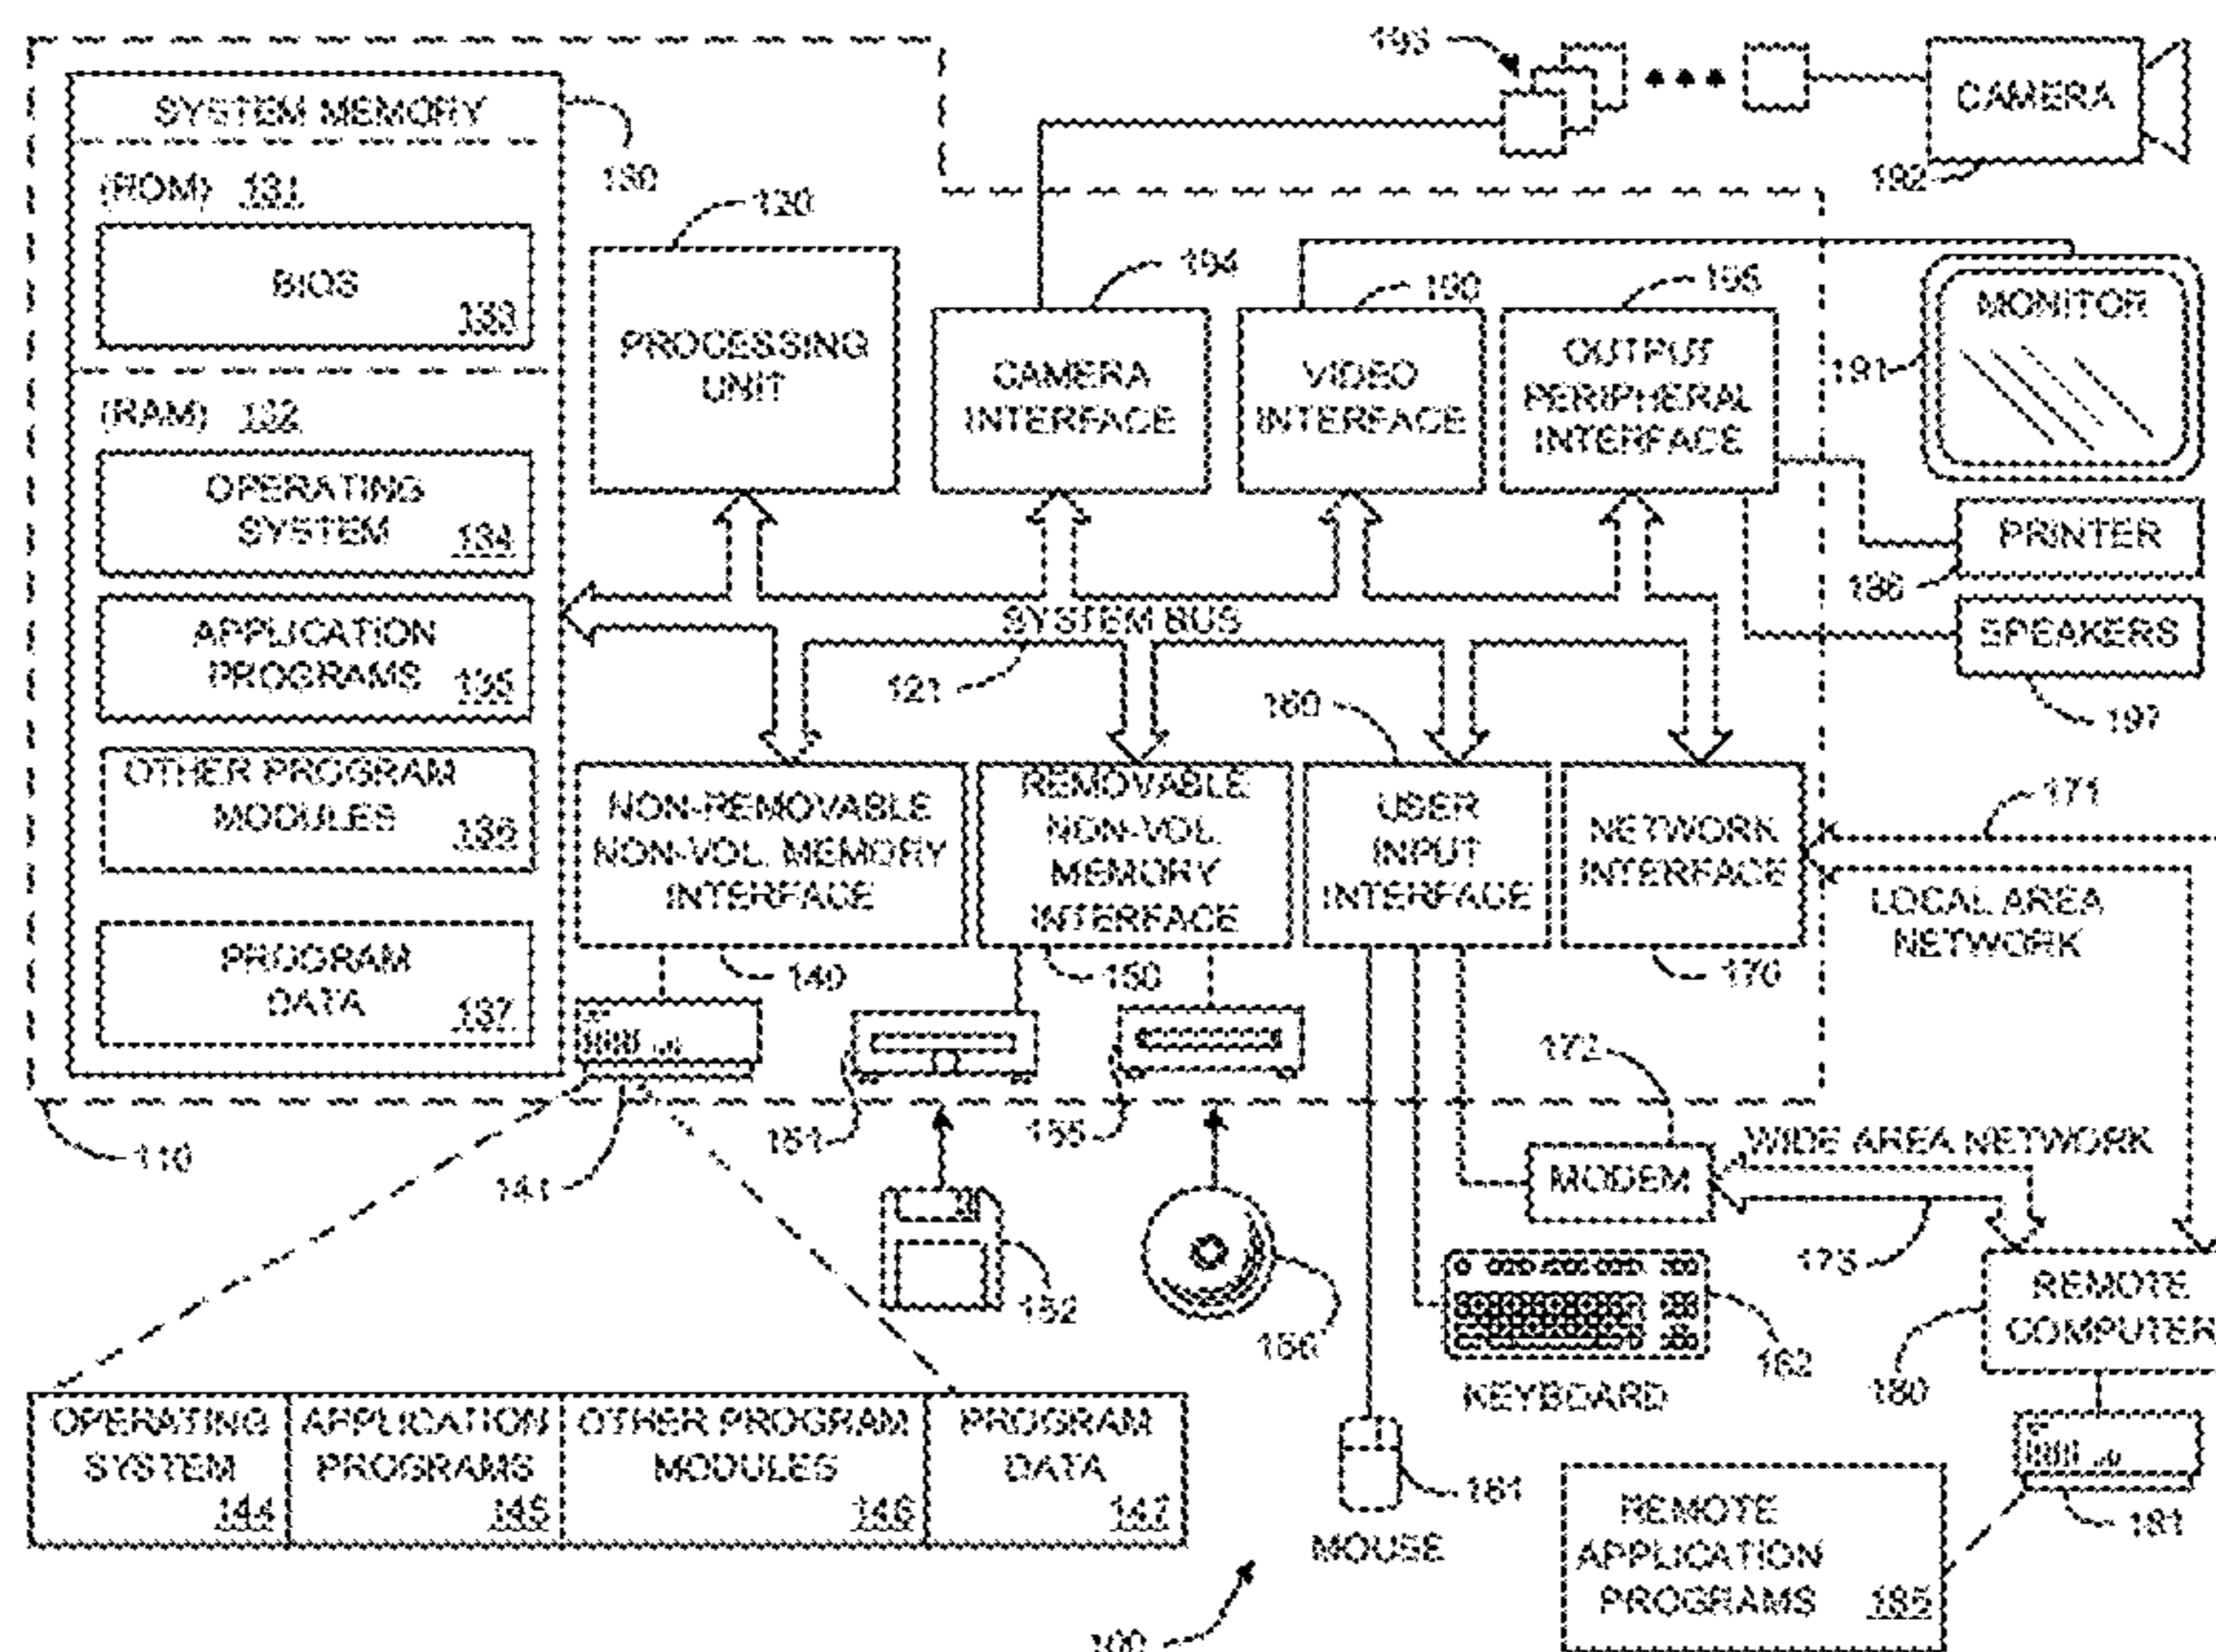 193
CAMERA
192
SYSTEM MEMORY
130
(ROM) 131
BIOS
133
(RAM) 132
OPERATING
SYSTEM 134
APPLICATION
PROGRAMS 135
OTHER PROGRAM
MODULES 136
PROGRAM
DATA 137
120
PROCESSING
UNIT
194
CAMERA
INTERFACE
190
VIDEO
INTERFACE
195
OUTPUT
PERIPHERAL
INTERFACE
MONITOR
191
PRINTER
196
SPEAKERS
197
SYSTEM BUS
121
160
NON-REMOVABLE
NON-VOL. MEMORY
INTERFACE
140
REMOVABLE
NON-VOL.
MEMORY
INTERFACE
150
USER
INPUT
INTERFACE
NETWORK
INTERFACE
170
171
LOCAL AREA
NETWORK
110
141
151
155
152
156
172
MODEM
WIDE AREA NETWORK
173
REMOTE
COMPUTER
180
162
KEYBOARD
161
MOUSE
181
REMOTE
APPLICATION
PROGRAMS 185
OPERATING
SYSTEM
144
APPLICATION
PROGRAMS
145
OTHER PROGRAM
MODULES
146
PROGRAM
DATA
147
100